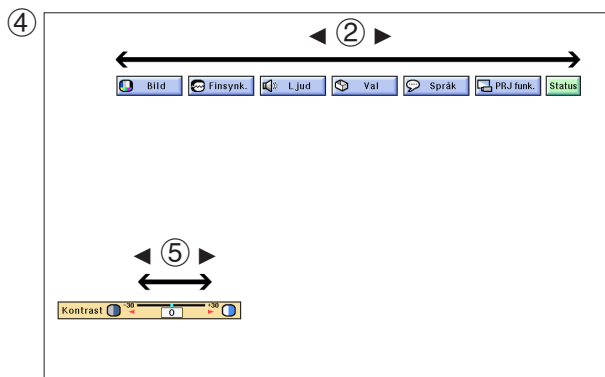 ④
◀ ② ▶
Bild Finsynk. Ljud Val Språk PRJ funk. Status
◀ ⑤ ▶
Kontrast -30 0 +30